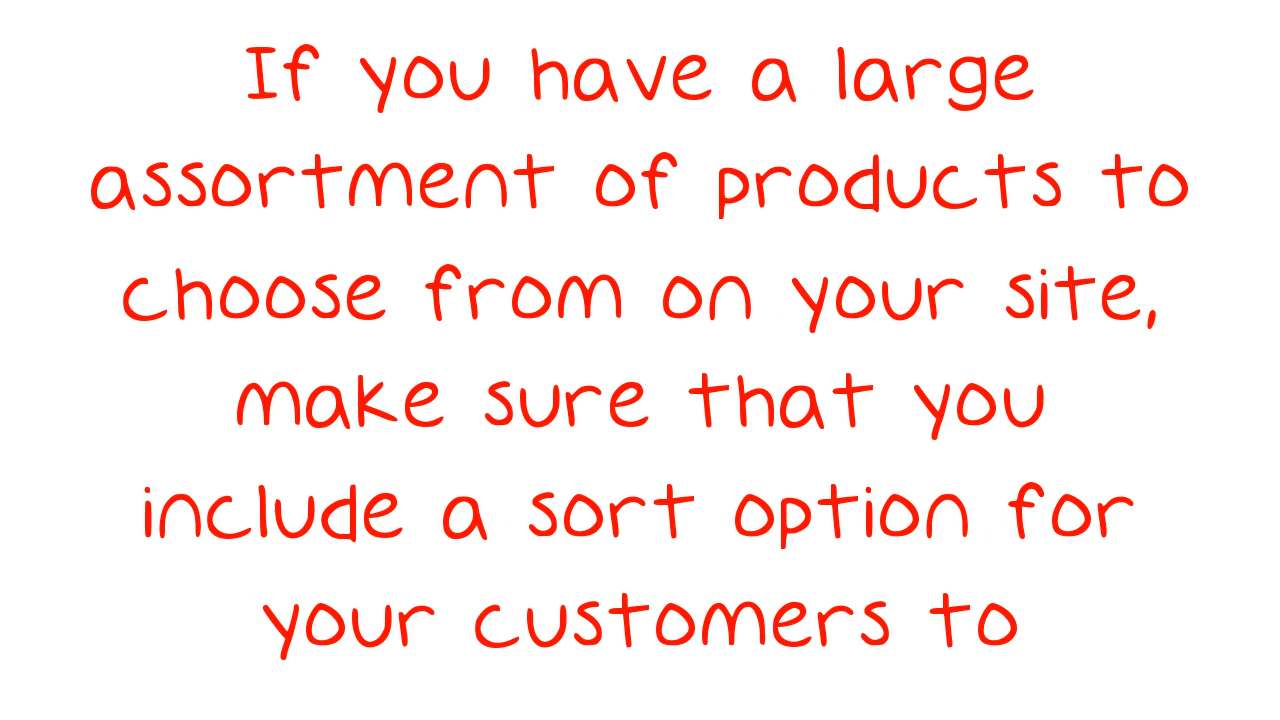 If you have a large
assortment of products to
choose from on your site,
make sure that you
include a sort option for
your customers to